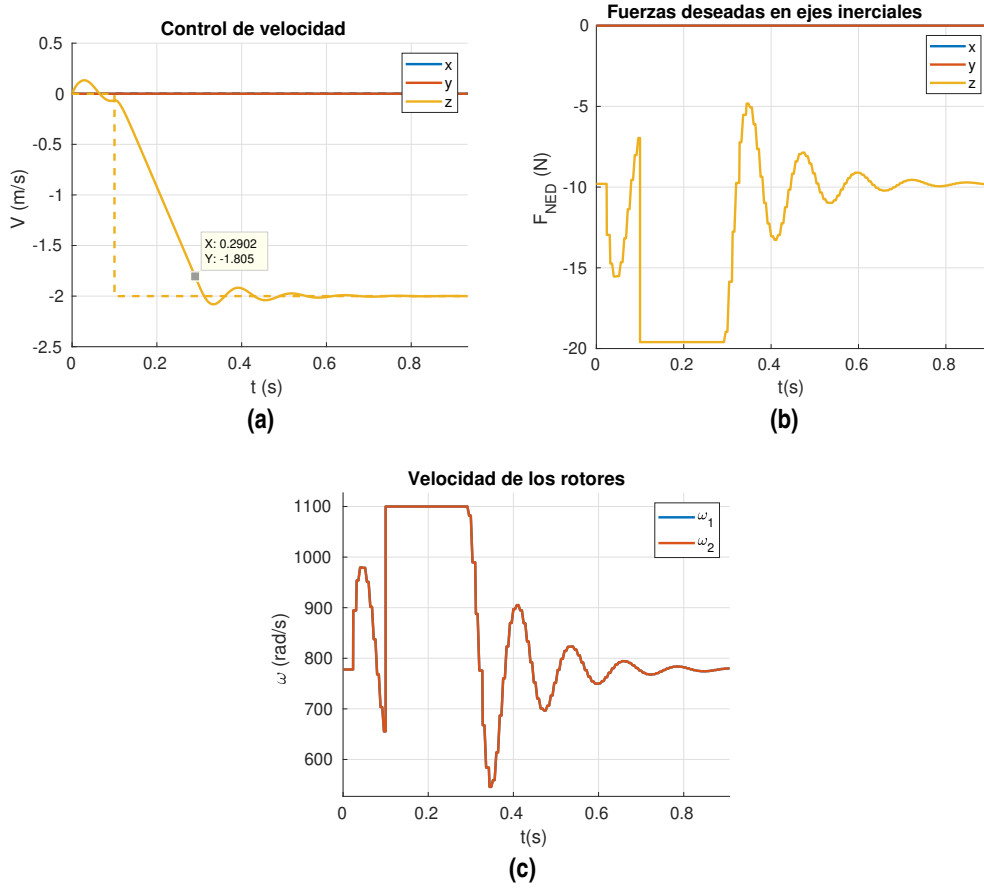 Control de velocidad
0.5
0
-0.5
-1
-1.5
-2
-2.5
V (m/s)
x
y
z
X: 0.2902
Y: -1.805
0
0.2
0.4
0.6
0.8
t (s)
(a)
Fuerzas deseadas en ejes inerciales
0
-5
-10
-15
-20
F_NED (N)
x
y
z
0
0.2
0.4
0.6
0.8
t(s)
(b)
Velocidad de los rotores
1100
1000
900
800
700
600
ω (rad/s)
ω_1
ω_2
0
0.2
0.4
0.6
0.8
t(s)
(c)